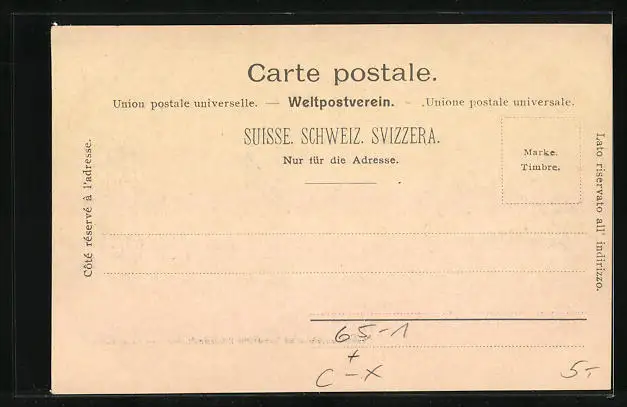 Carte postale.
Union postale universelle. — Weltpostverein. – .Unione postale universale.
SUISSE. SCHWEIZ. SVIZZERA.
Nur für die Adresse.
Marke.
Timbre.
Côté réservé à l'adresse.
Lato riservato all' indirizzo.
65-1
+
C-X
5.-